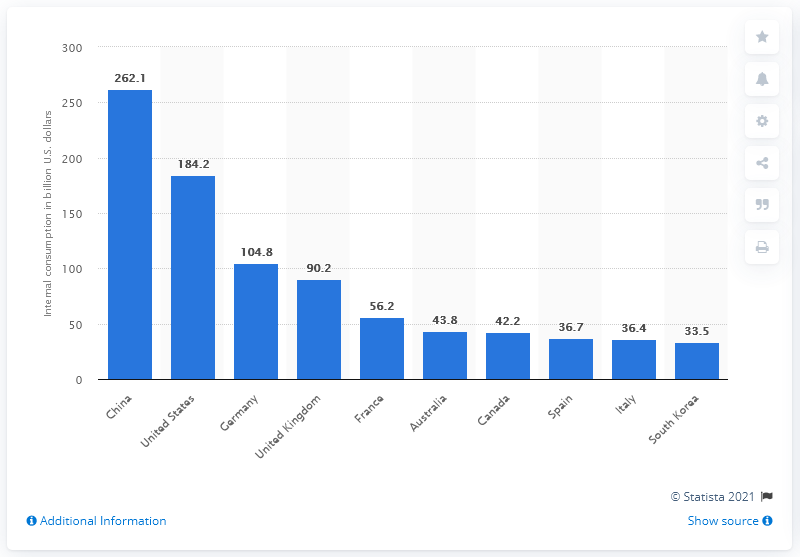 Internal consumption in billion U.S. dollars
300
250
200
150
100
50
0
262.1
184.2
104.8
90.2
56.2
43.8
42.2
36.7
36.4
33.5
China
United States
Germany
United Kingdom
France
Australia
Canada
Spain
Italy
South Korea
© Statista 2021
Additional Information
Show source